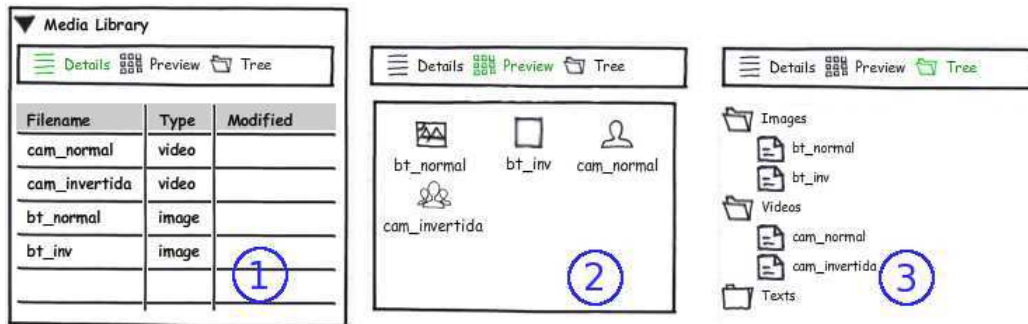 Media Library
Details Preview Tree
Filename Type Modified
cam_normal video
cam_invertida video
bt_normal image
bt_inv image
1
Details Preview Tree
bt_normal bt_inv cam_normal
cam_invertida
2
Details Preview Tree
Images
bt_normal
bt_inv
Videos
cam_normal
cam_invertida
Texts
3